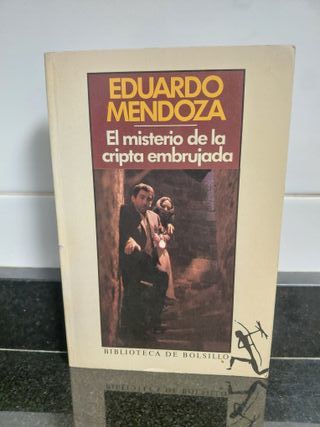 EDUARDO
MENDOZA
El misterio de la
cripta embrujada
BIBLIOTECA DE BOLSILLO